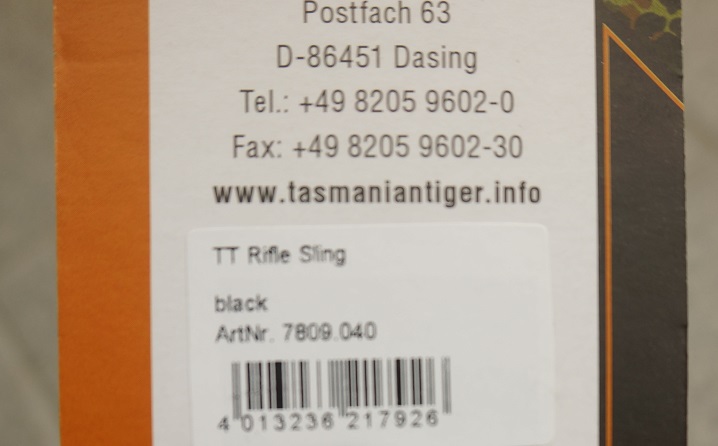 Postfach 63
D-86451 Dasing
Tel.: +49 8205 9602-0
Fax: +49 8205 9602-30
www.tasmaniantiger.info
TT Rifle Sling
black
ArtNr. 7809.040
4 013236 217926